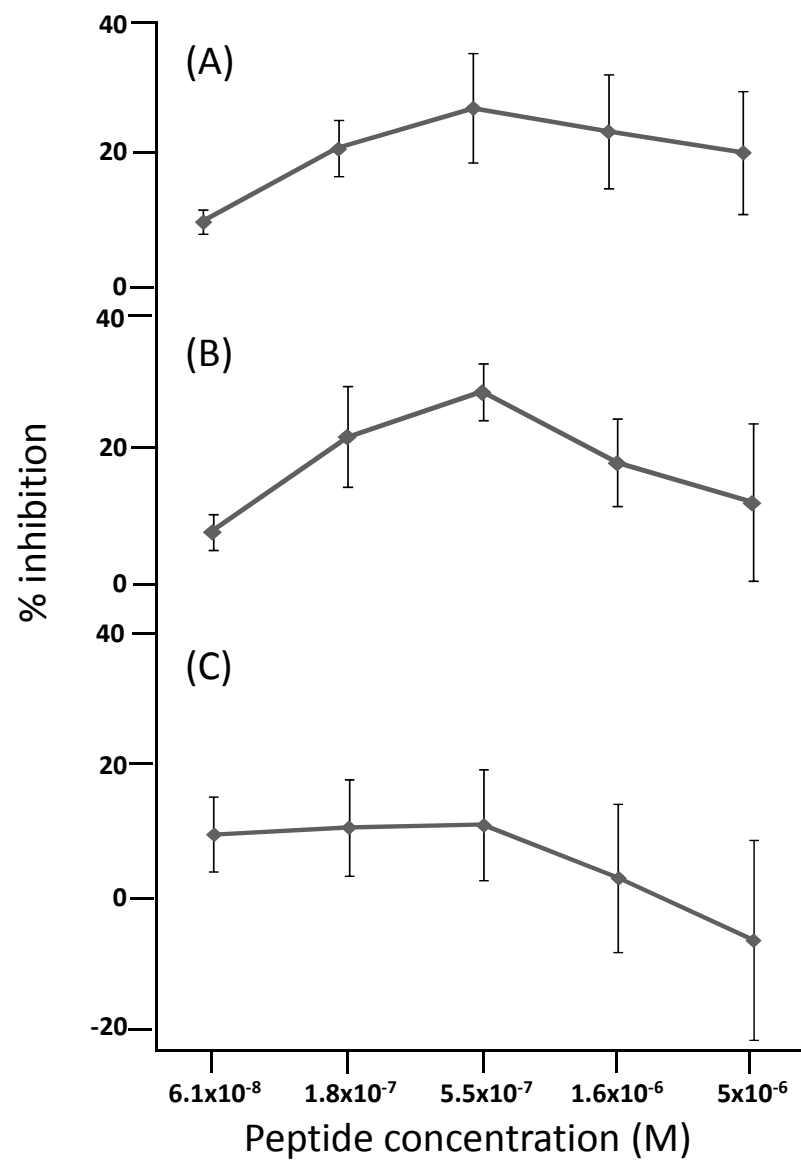 40
(A)
20
0
40
(B)
20
0
40
(C)
20
0
-20
% inhibition
6.1x10⁻⁸ 1.8x10⁻⁷ 5.5x10⁻⁷ 1.6x10⁻⁶ 5x10⁻⁶
Peptide concentration (M)